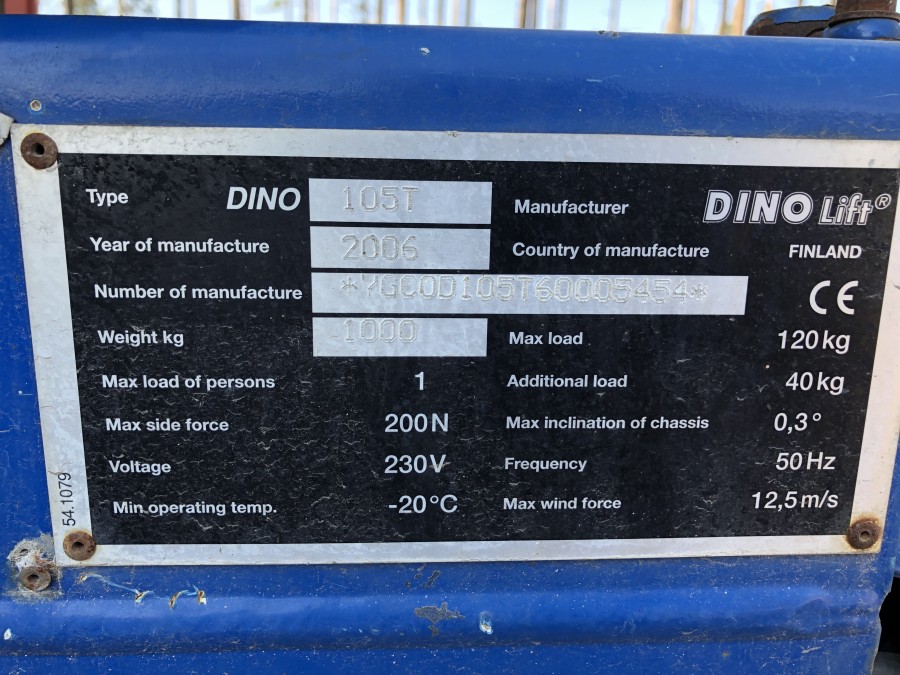 Type DINO 105T Manufacturer DINO Lift®
Year of manufacture 2006 Country of manufacture FINLAND
Number of manufacture *YGC0D105T60005454* CE
Weight kg 1000 Max load 120 kg
Max load of persons 1 Additional load 40 kg
Max side force 200 N Max inclination of chassis 0,3°
Voltage 230 V Frequency 50 Hz
Min.operating temp. -20°C Max wind force 12,5 m/s
54.1079